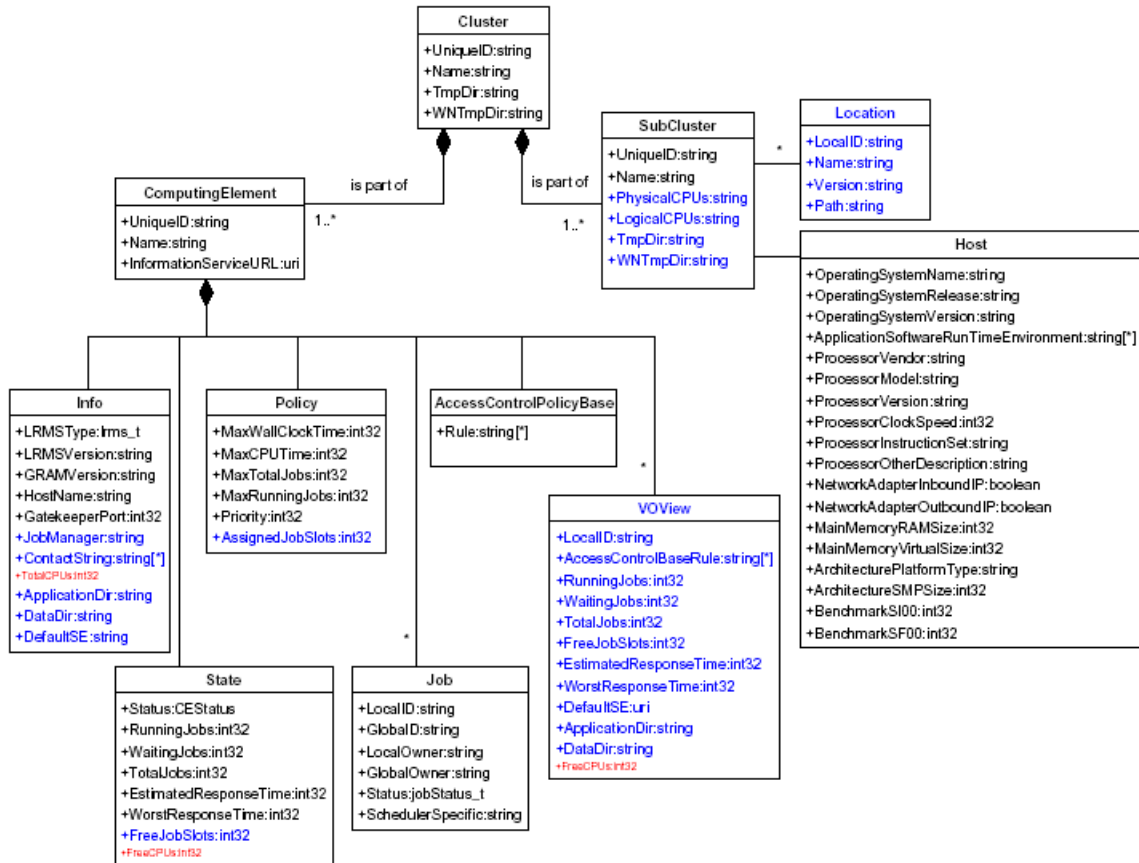 Cluster
+UniqueID:string
+Name:string
+TmpDir:string
+WNTmpDir:string
is part of
1..*
is part of
1..*
SubCluster
+UniqueID:string
+Name:string
+PhysicalCPUs:string
+LogicalCPUs:string
+TmpDir:string
+WNTmpDir:string
*
Location
+LocalID:string
+Name:string
+Version:string
+Path:string
ComputingElement
+UniqueID:string
+Name:string
+InformationServiceURL:uri
Host
+OperatingSystemName:string
+OperatingSystemRelease:string
+OperatingSystemVersion:string
+ApplicationSoftwareRunTimeEnvironment:string[*]
+ProcessorVendor:string
+ProcessorModel:string
+ProcessorVersion:string
+ProcessorClockSpeed:int32
+ProcessorInstructionSet:string
+ProcessorOtherDescription:string
+NetworkAdapterInboundIP:boolean
+NetworkAdapterOutboundIP:boolean
+MainMemoryRAMSize:int32
+MainMemoryVirtualSize:int32
+ArchitecturePlatformType:string
+ArchitectureSMPSize:int32
+BenchmarkSI00:int32
+BenchmarkSF00:int32
Info
+LRMSType:lrms_t
+LRMSVersion:string
+GRAMVersion:string
+HostName:string
+GatekeeperPort:int32
+JobManager:string
+ContactString:string[*]
+TotalCPUs:int32
+ApplicationDir:string
+DataDir:string
+DefaultSE:string
Policy
+MaxWallClockTime:int32
+MaxCPUTime:int32
+MaxTotalJobs:int32
+MaxRunningJobs:int32
+Priority:int32
+AssignedJobSlots:int32
AccessControlPolicyBase
+Rule:string[*]
*
VOView
+LocalID:string
+AccessControlBaseRule:string[*]
+RunningJobs:int32
+WaitingJobs:int32
+TotalJobs:int32
+FreeJobSlots:int32
+EstimatedResponseTime:int32
+WorstResponseTime:int32
+DefaultSE:uri
+ApplicationDir:string
+DataDir:string
+FreeCPUs:int32
State
+Status:CEStatus
+RunningJobs:int32
+WaitingJobs:int32
+TotalJobs:int32
+EstimatedResponseTime:int32
+WorstResponseTime:int32
+FreeJobSlots:int32
+FreeCPUs:int32
*
Job
+LocalID:string
+GlobalID:string
+LocalOwner:string
+GlobalOwner:string
+Status:jobStatus_t
+SchedulerSpecific:string